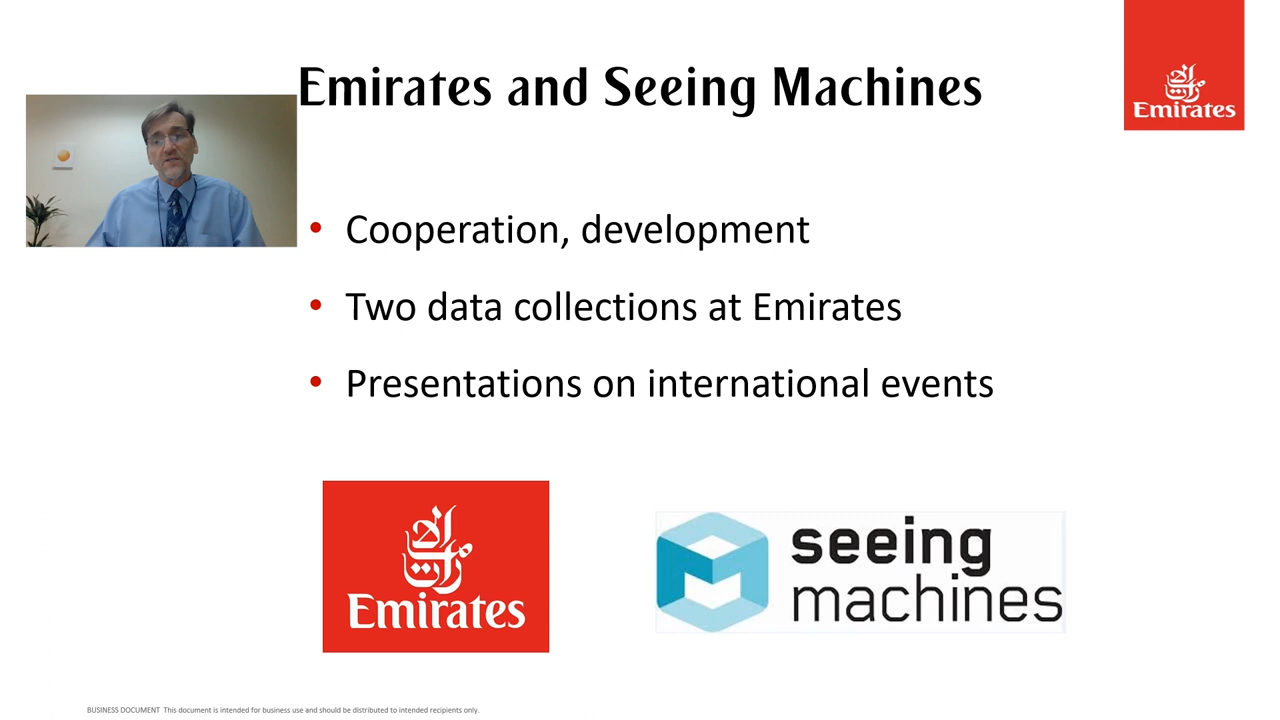 Emirates and Seeing Machines
Emirates
• Cooperation, development
• Two data collections at Emirates
• Presentations on international events
Emirates
seeing
machines
BUSINESS DOCUMENT This document is intended for business use and should be distributed to intended recipients only.